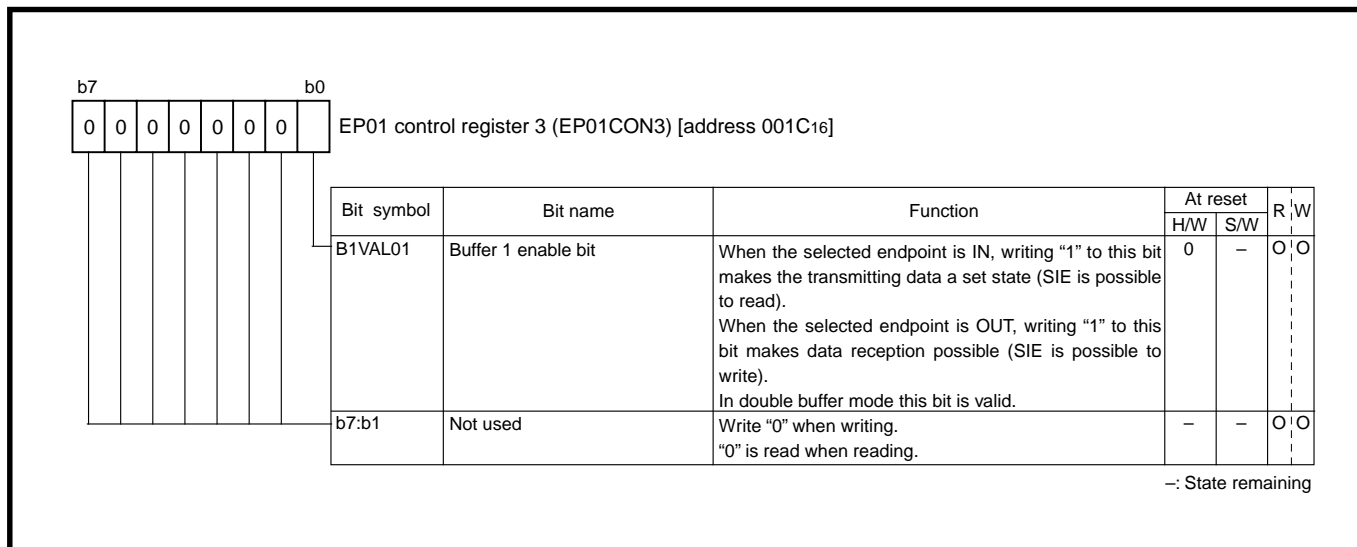 b7 b0
0 0 0 0 0 0 0 EP01 control register 3 (EP01CON3) [address 001C16]
Bit symbol Bit name Function At reset R W
H/W S/W
B1VAL01 Buffer 1 enable bit When the selected endpoint is IN, writing “1” to this bit 0 – O O
makes the transmitting data a set state (SIE is possible
to read).
When the selected endpoint is OUT, writing “1” to this
bit makes data reception possible (SIE is possible to
write).
In double buffer mode this bit is valid.
b7:b1 Not used Write “0” when writing. – – O O
“0” is read when reading.
–: State remaining